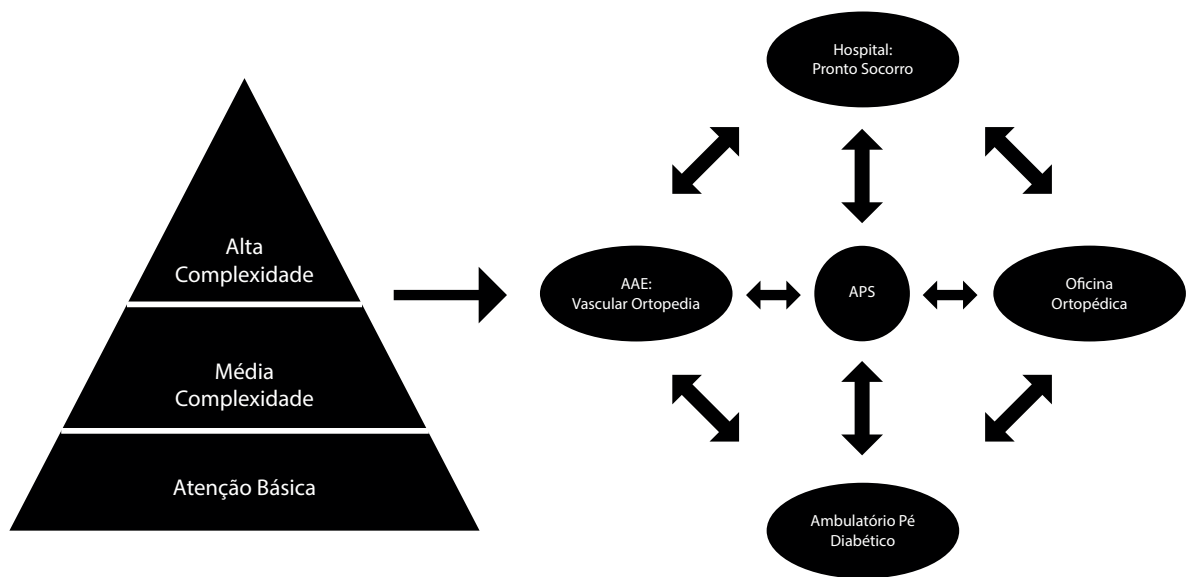 Alta
Complexidade
Média
Complexidade
Atenção Básica
Hospital:
Pronto Socorro
AAE:
Vascular Ortopedia
APS
Oficina
Ortopédica
Ambulatório Pé
Diabético